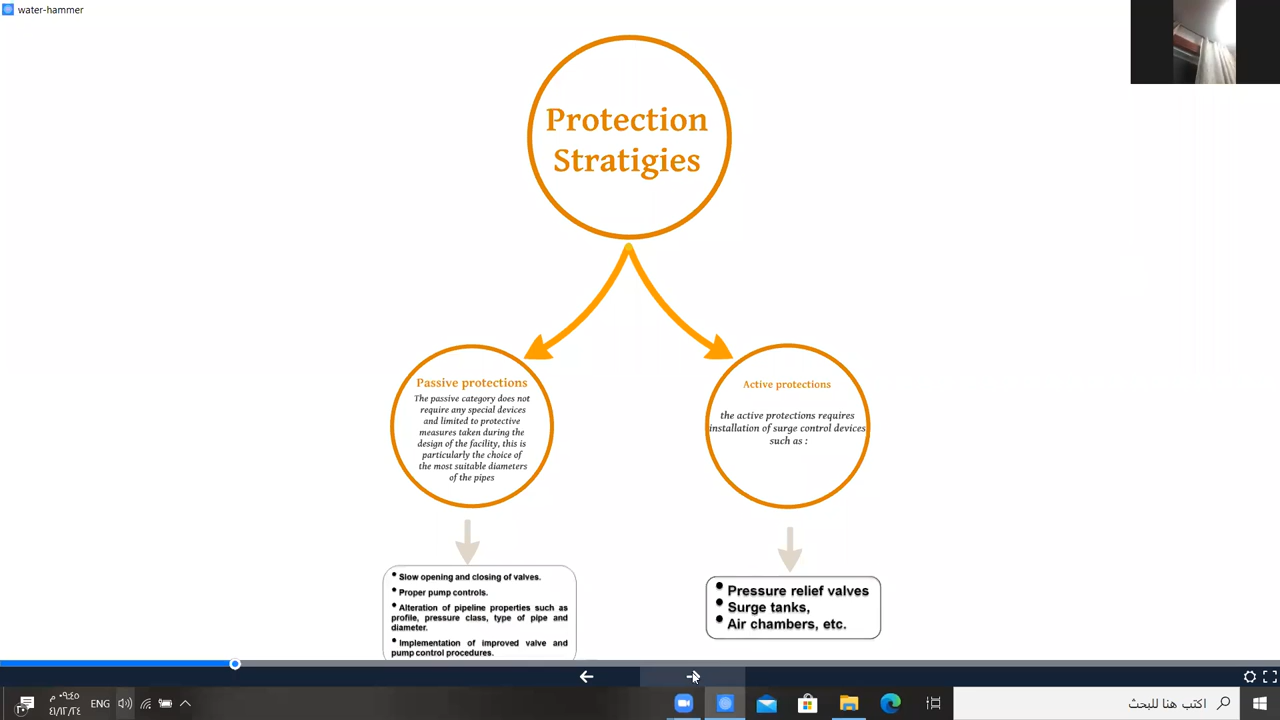 water-hammer
Protection
Stratigies
Passive protections
The passive category does not
require any special devices
and limited to protective
measures taken during the
design of the facility, this is
particularly the choice of
the most suitable diameters
of the pipes
Active protections
the active protections requires
installation of surge control devices
such as :
• Slow opening and closing of valves.
• Proper pump controls.
• Alteration of pipeline properties such as
profile, pressure class, type of pipe and
diameter.
• Implementation of improved valve and
pump control procedures.
• Pressure relief valves
• Surge tanks,
• Air chambers, etc.
ENG
اكتب هنا للبحث